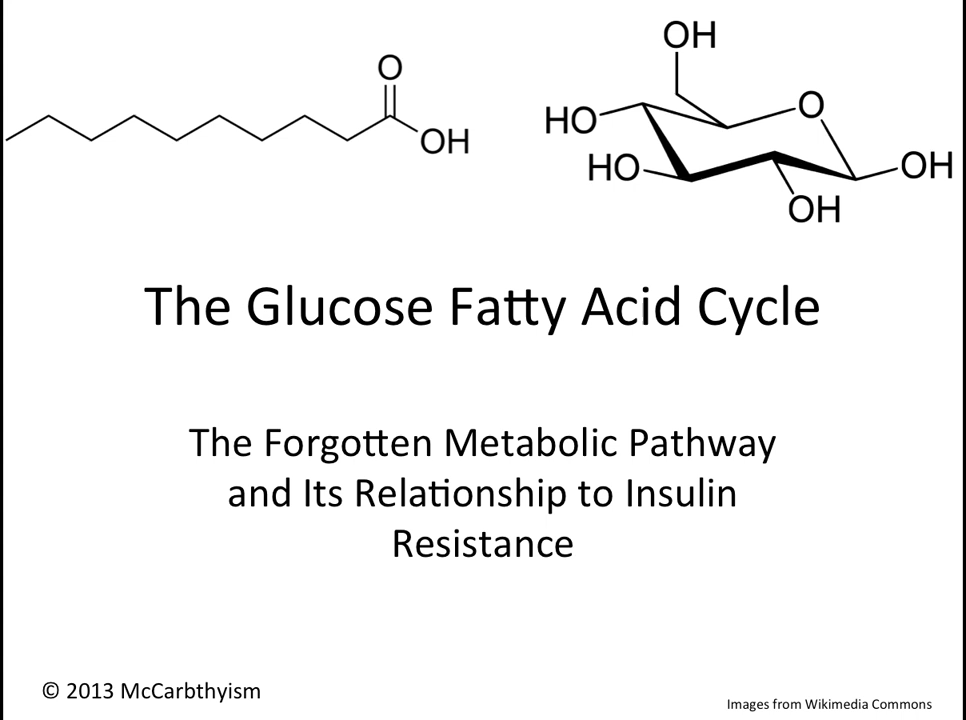 O
OH
OH
HO
O
HO
OH
OH
The Glucose Fatty Acid Cycle
The Forgotten Metabolic Pathway
and Its Relationship to Insulin
Resistance
© 2013 McCarbthyism
Images from Wikimedia Commons